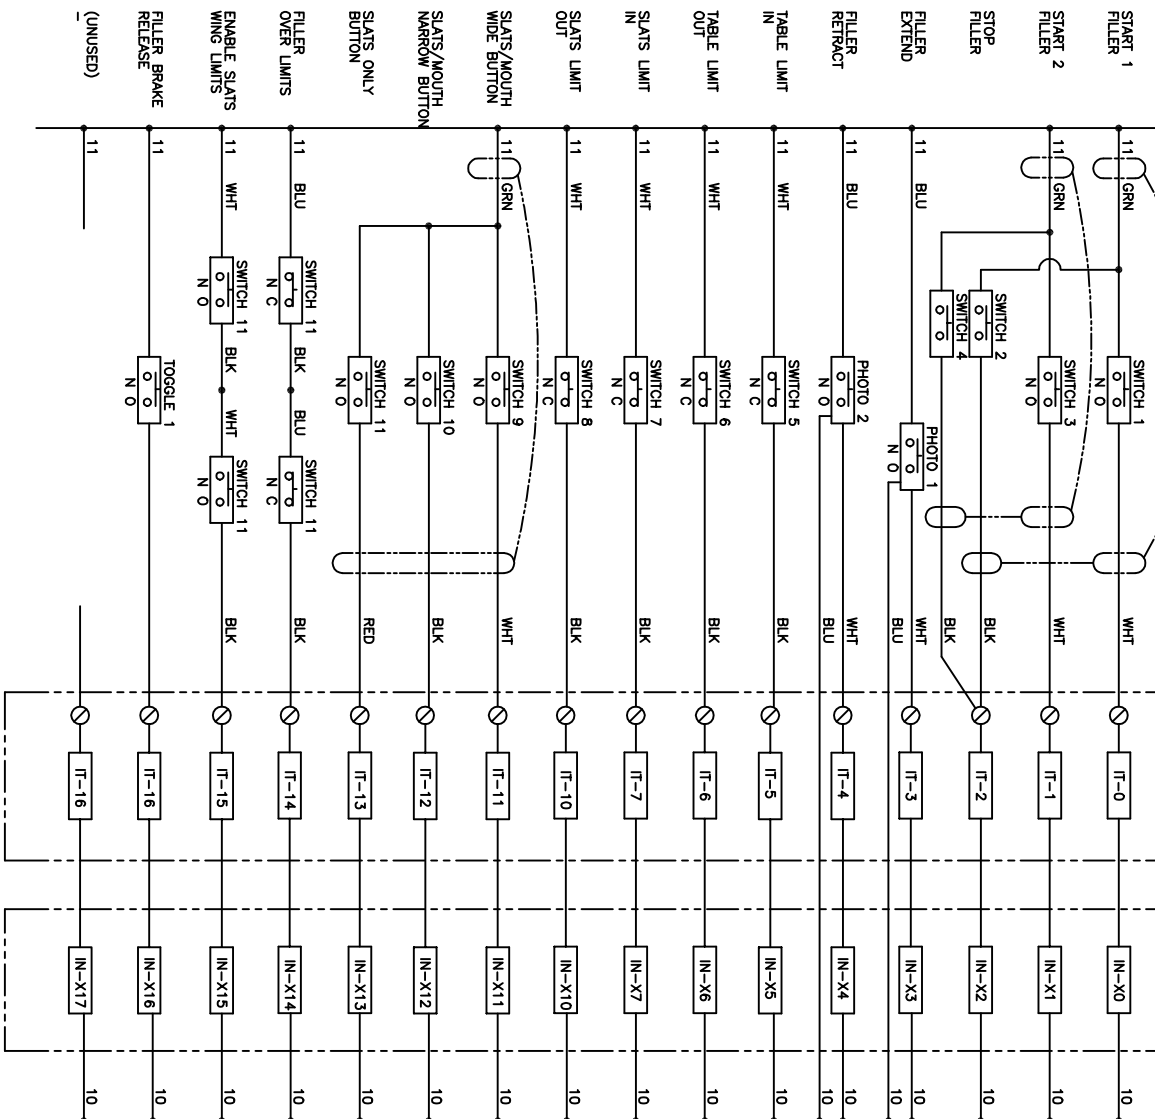 START 1
FILLER
11
GRN
SWITCH 1
N O
WHT
IT-0
IN-X0
10
START 2
FILLER
11
GRN
SWITCH 3
N O
WHT
IT-1
IN-X1
10
STOP
FILLER
SWITCH 2
SWITCH 4
BLK
BLK
IT-2
IN-X2
10
FILLER
EXTEND
11
BLU
PHOTO 1
N O
WHT
BLU
IT-3
IN-X3
10
10
FILLER
RETRACT
11
BLU
PHOTO 2
N O
WHT
BLU
IT-4
IN-X4
10
10
TABLE LIMIT
IN
11
WHT
SWITCH 5
N C
BLK
IT-5
IN-X5
10
TABLE LIMIT
OUT
11
WHT
SWITCH 6
N C
BLK
IT-6
IN-X6
10
SLATS LIMIT
IN
11
WHT
SWITCH 7
N C
BLK
IT-7
IN-X7
10
SLATS LIMIT
OUT
11
WHT
SWITCH 8
N C
BLK
IT-10
IN-X10
10
SLATS/MOUTH
WIDE BUTTON
11
GRN
SWITCH 9
N O
WHT
IT-11
IN-X11
10
SLATS/MOUTH
NARROW BUTTON
SWITCH 10
N O
BLK
IT-12
IN-X12
10
SLATS ONLY
BUTTON
SWITCH 11
N O
RED
IT-13
IN-X13
10
FILLER
OVER LIMITS
11
BLU
SWITCH 11
N C
BLK
BLU
SWITCH 11
N C
BLK
IT-14
IN-X14
10
ENABLE SLATS
WING LIMITS
11
WHT
SWITCH 11
N O
BLK
WHT
SWITCH 11
N O
BLK
IT-15
IN-X15
10
FILLER BRAKE
RELEASE
11
TOGGLE 1
N O
IT-16
IN-X16
10
(UNUSED)
_
11
IT-16
IN-X17
10